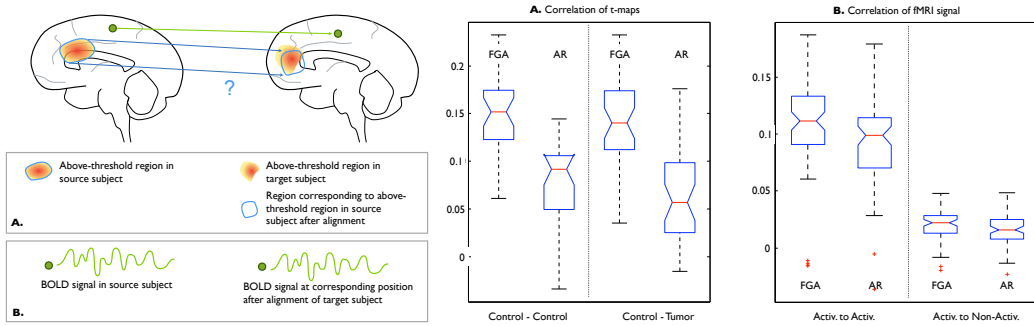 ?
Above-threshold region in
source subject
Above-threshold region in
target subject
Region corresponding to above-
threshold region in source
subject after alignment
A.
BOLD signal in source subject
BOLD signal at corresponding position
after alignment of target subject
B.
A. Correlation of t-maps
FGA AR FGA AR
0.2
0.15
0.1
0.05
0
Control - Control Control - Tumor
B. Correlation of fMRI signal
0.15
0.1
0.05
0
FGA AR FGA AR
Activ. to Activ. Activ. to Non-Activ.